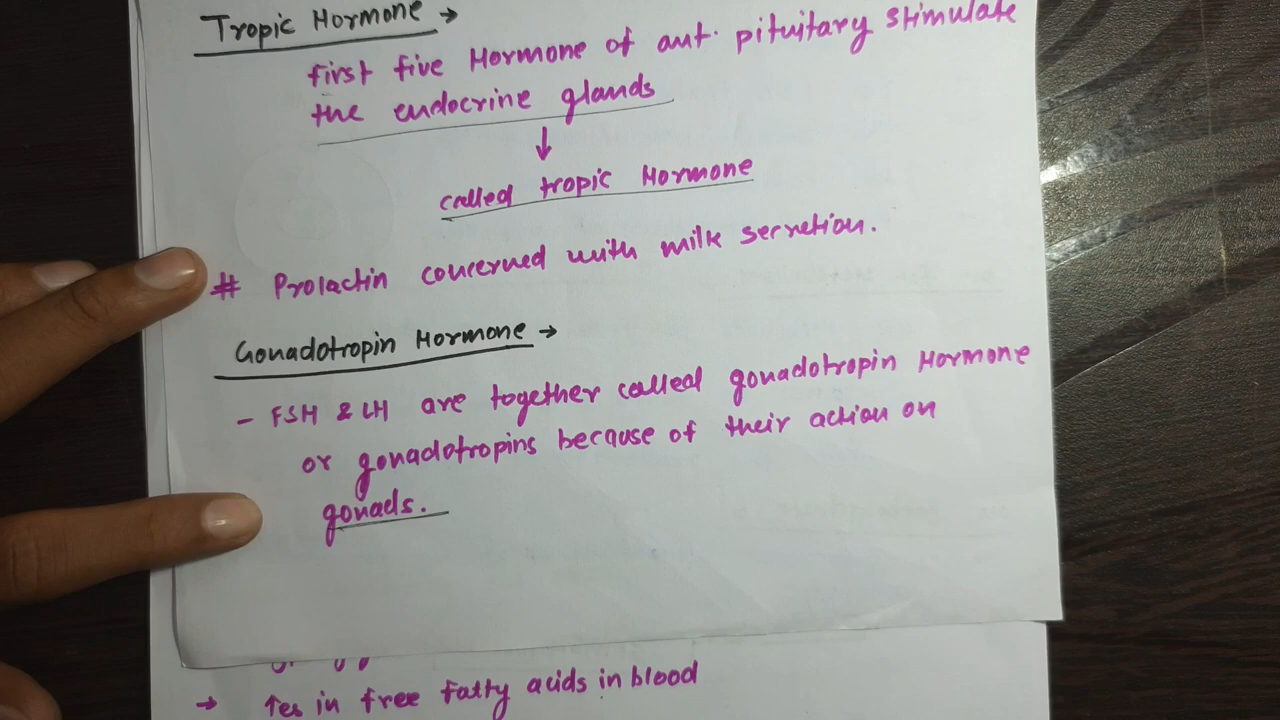 Tropic Hormone →
first five Hormone of ant. pituitary stimulate
the endocrine glands
↓
called tropic Hormone
# Prolactin concerned with milk secretion.
Gonadotropin Hormone →
- FSH & LH are together called gonadotropin Hormone
or gonadotropins because of their action on
gonads.
→ ↑es in free fatty acids in blood